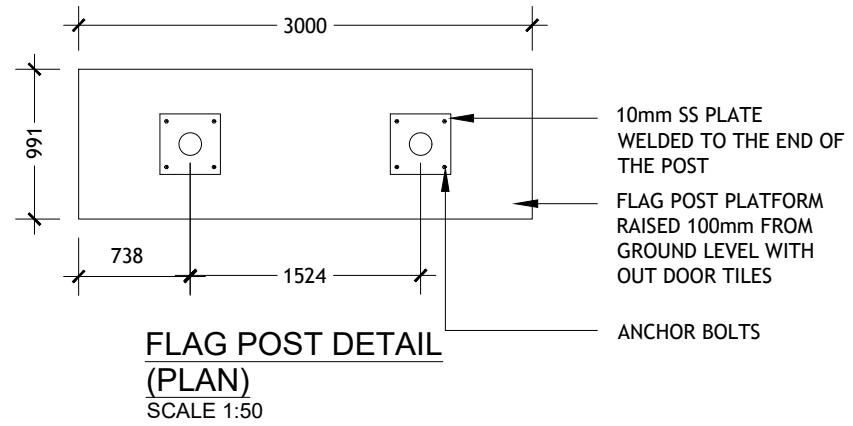 3000
991
738
1524
10mm SS PLATE
WELDED TO THE END OF
THE POST
FLAG POST PLATFORM
RAISED 100mm FROM
GROUND LEVEL WITH
OUT DOOR TILES
ANCHOR BOLTS
FLAG POST DETAIL
(PLAN)
SCALE 1:50